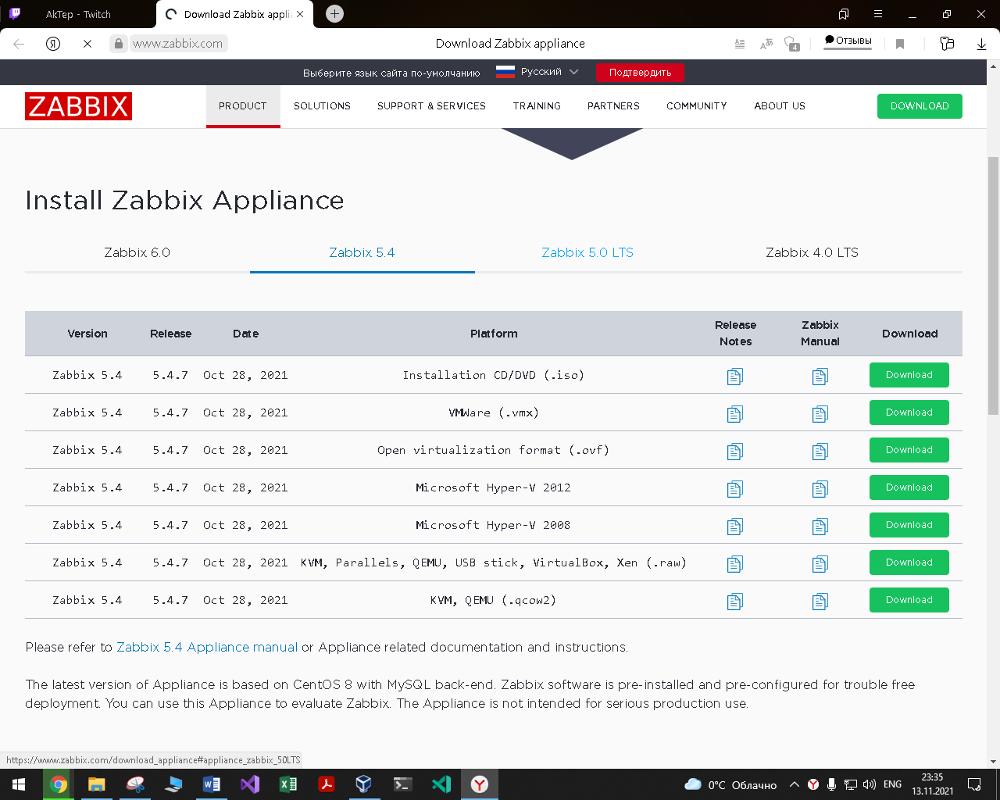 AkTep - Twitch
Download Zabbix appli
www.zabbix.com
Download Zabbix appliance
4
Отзывы
Выберите язык сайта по-умолчанию
Русский
Подтвердить
ZABBIX
PRODUCT
SOLUTIONS
SUPPORT & SERVICES
TRAINING
PARTNERS
COMMUNITY
ABOUT US
DOWNLOAD
Install Zabbix Appliance
Zabbix 6.0
Zabbix 5.4
Zabbix 5.0 LTS
Zabbix 4.0 LTS
Version Release Date Platform Release Notes Zabbix Manual Download
Zabbix 5.4 5.4.7 Oct 28, 2021 Installation CD/DVD (.iso) Download
Zabbix 5.4 5.4.7 Oct 28, 2021 VMWare (.vmx) Download
Zabbix 5.4 5.4.7 Oct 28, 2021 Open virtualization format (.ovf) Download
Zabbix 5.4 5.4.7 Oct 28, 2021 Microsoft Hyper-V 2012 Download
Zabbix 5.4 5.4.7 Oct 28, 2021 Microsoft Hyper-V 2008 Download
Zabbix 5.4 5.4.7 Oct 28, 2021 KVM, Parallels, QEMU, USB stick, VirtualBox, Xen (.raw) Download
Zabbix 5.4 5.4.7 Oct 28, 2021 KVM, QEMU (.qcow2) Download
Please refer to Zabbix 5.4 Appliance manual or Appliance related documentation and instructions.
The latest version of Appliance is based on CentOS 8 with MySQL back-end. Zabbix software is pre-installed and pre-configured for trouble free
deployment. You can use this Appliance to evaluate Zabbix. The Appliance is not intended for serious production use.
https://www.zabbix.com/download_appliance#appliance_zabbix_50LTS
0°C Облачно
ENG
23:35
13.11.2021